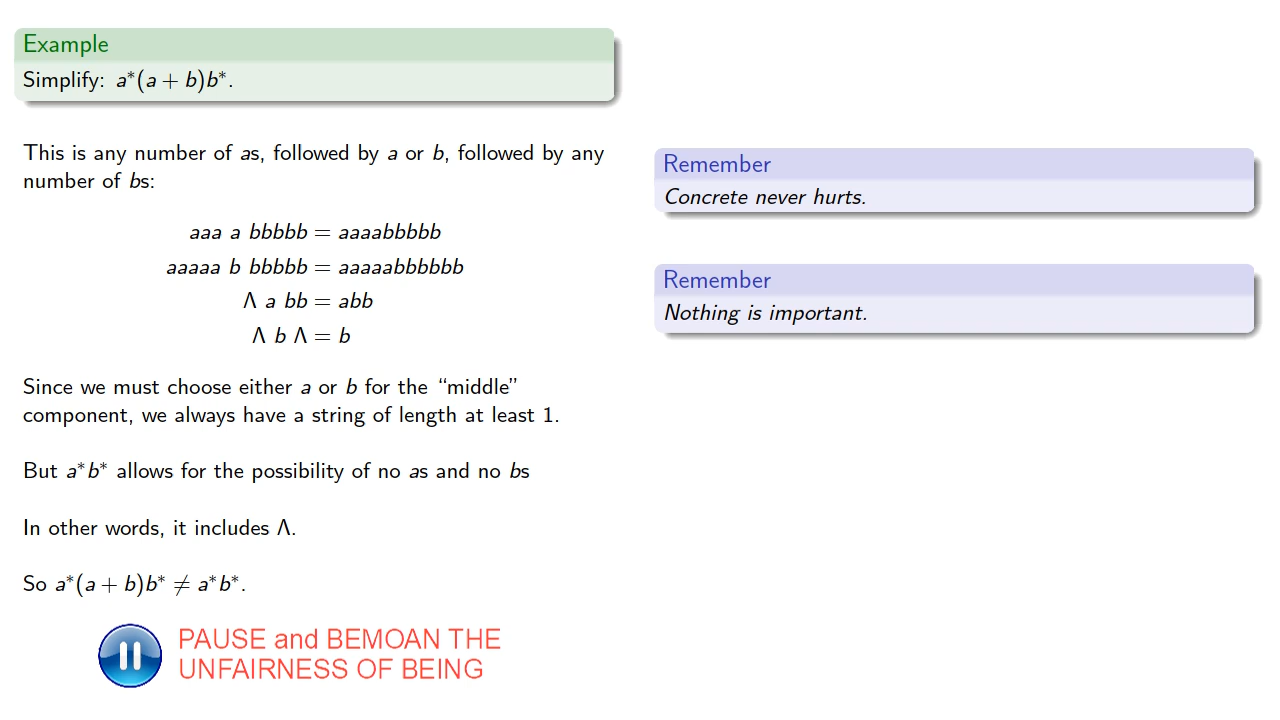 Example
Simplify: a*(a + b)b*.
This is any number of as, followed by a or b, followed by any
number of bs:
aaa a bbbbb = aaaabbbbb
aaaaa b bbbbb = aaaaabbbbbb
Λ a bb = abb
Λ b Λ = b
Since we must choose either a or b for the “middle”
component, we always have a string of length at least 1.
But a*b* allows for the possibility of no as and no bs
In other words, it includes Λ.
So a*(a + b)b* ≠ a*b*.
PAUSE and BEMOAN THE
UNFAIRNESS OF BEING
Remember
Concrete never hurts.
Remember
Nothing is important.